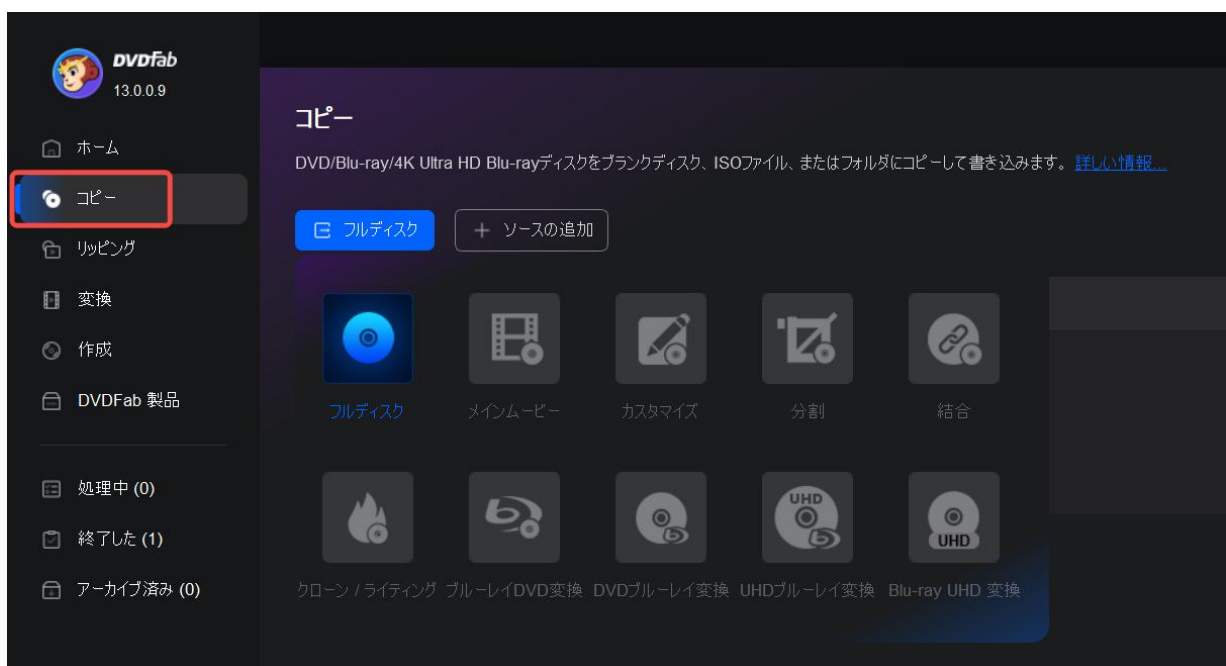 DVDFab
13.0.0.9
ホーム
コピー
リッピング
変換
作成
DVDFab 製品
処理中 (0)
終了した (1)
アーカイブ済み (0)
コピー
DVD/Blu-ray/4K Ultra HD Blu-rayディスクをブランクディスク、ISOファイル、またはフォルダにコピーして書き込みます。 詳しい情報...
フルディスク ソースの追加
フルディスク メインムービー カスタマイズ 分割 結合
UHD UHD
クローン / ライティング ブルーレイDVD変換 DVDブルーレイ変換 UHDブルーレイ変換 Blu-ray UHD 変換